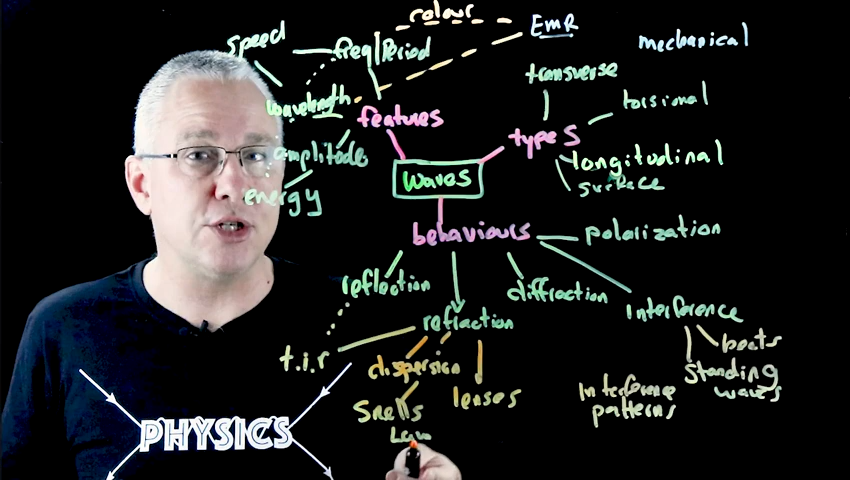 colour
EMR
speed
freq/Period
mechanical
transverse
wavelength
torsional
features
types
amplitude
longitudinal
waves
surface
energy
behaviours
polarization
reflection
diffraction
Interference
refraction
t.i.r
beats
dispersion
standing
waves
lenses
Interference
patterns
Snells
Law
PHYSICS